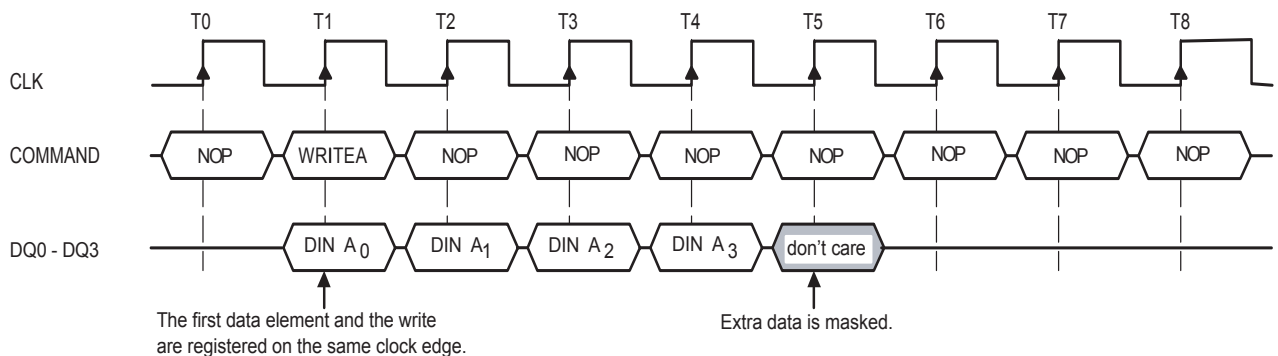 T0 T1 T2 T3 T4 T5 T6 T7 T8
CLK
COMMAND NOP WRITEA NOP NOP NOP NOP NOP NOP NOP
DQ0 - DQ3 DIN A0 DIN A1 DIN A2 DIN A3 don't care
The first data element and the write
are registered on the same clock edge.
Extra data is masked.